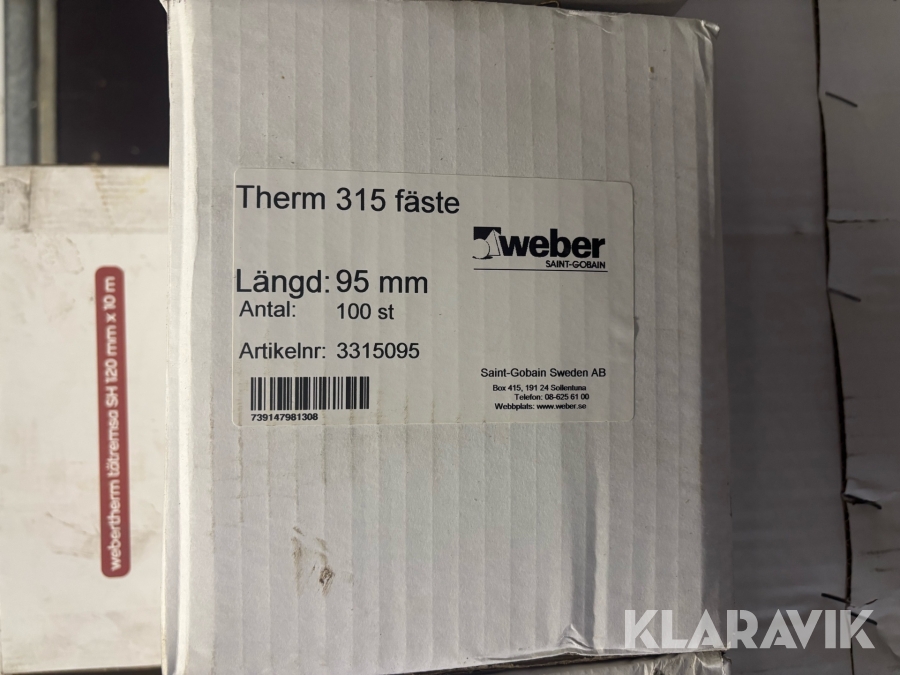 Therm 315 fäste
weber
SAINT-GOBAIN
Längd: 95 mm
Antal: 100 st
Artikelnr: 3315095
739147981308
Saint-Gobain Sweden AB
Box 415, 191 24 Sollentuna
Telefon: 08-625 61 00
Webbplats: www.weber.se
webertherm tätremsa SH 120 mm x 10 m
KLARAVIK